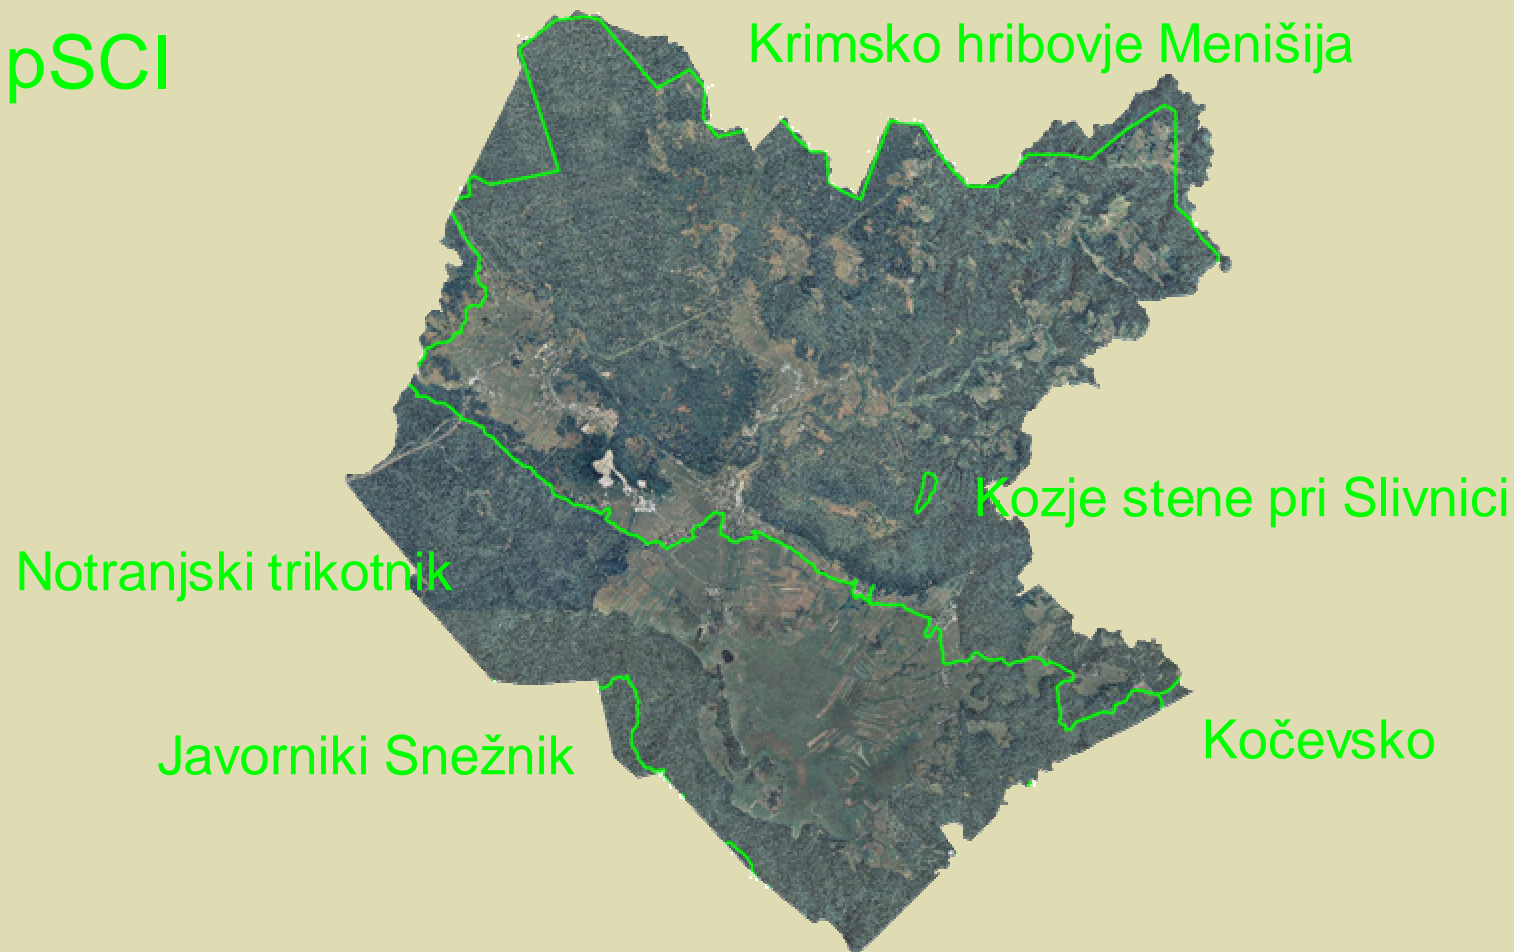 pSCI
Krimsko hribovje Menišija
Kozje stene pri Slivnici
Notranjski trikotnik
Javorniki Snežnik
Kočevsko